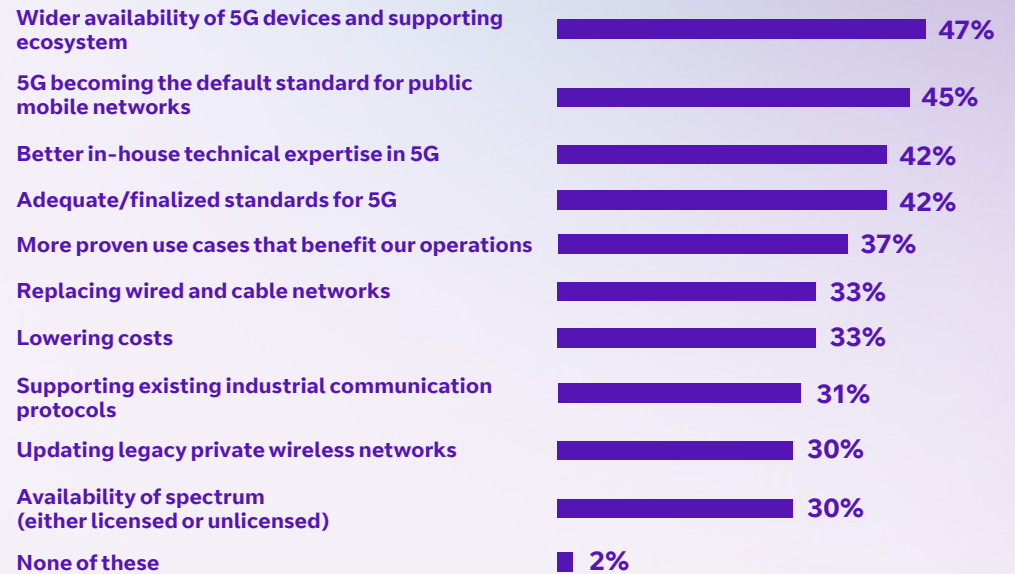 Wider availability of 5G devices and supporting
ecosystem
47%
5G becoming the default standard for public
mobile networks
45%
Better in-house technical expertise in 5G
42%
Adequate/finalized standards for 5G
42%
More proven use cases that benefit our operations
37%
Replacing wired and cable networks
33%
Lowering costs
33%
Supporting existing industrial communication
protocols
31%
Updating legacy private wireless networks
30%
Availability of spectrum
(either licensed or unlicensed)
30%
None of these
2%